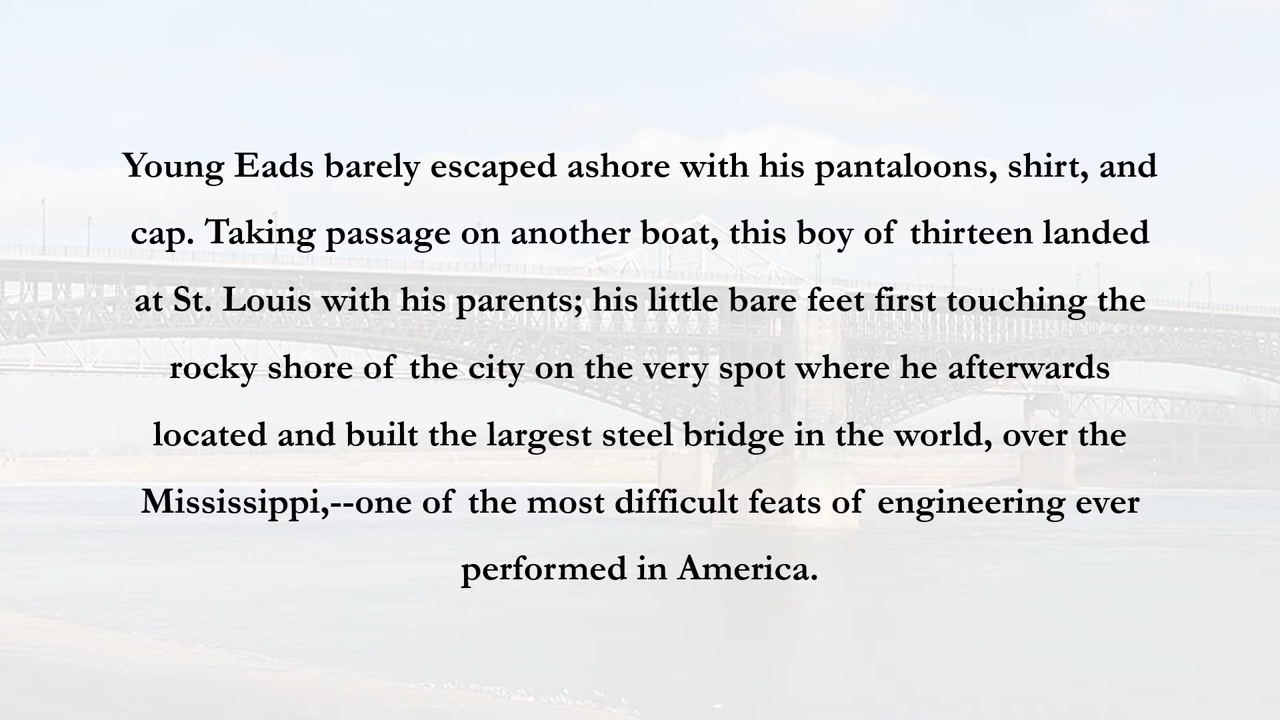 Young Eads barely escaped ashore with his pantaloons, shirt, and
cap. Taking passage on another boat, this boy of thirteen landed
at St. Louis with his parents; his little bare feet first touching the
rocky shore of the city on the very spot where he afterwards
located and built the largest steel bridge in the world, over the
Mississippi,--one of the most difficult feats of engineering ever
performed in America.